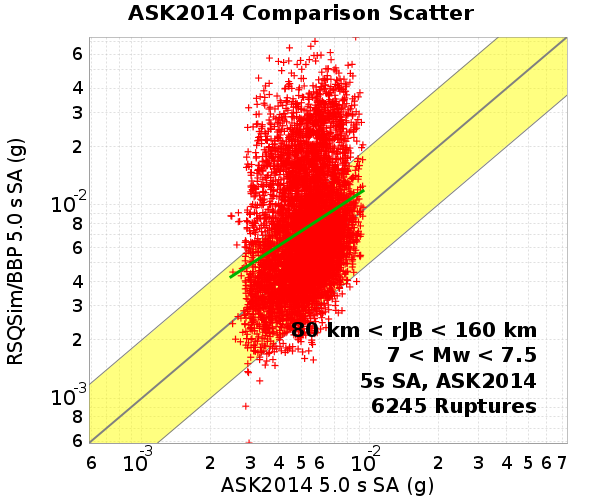 ASK2014 Comparison Scatter
RSQSim/BBP 5.0 s SA (g)
6
4
3
2
10-2
8
6
4
3
2
10-3
8
6
80 km < rJB < 160 km
7 < Mw < 7.5
5s SA, ASK2014
6245 Ruptures
6 10-3 2 3 4 5 6 10-2 2 3 4 5 6 7
ASK2014 5.0 s SA (g)